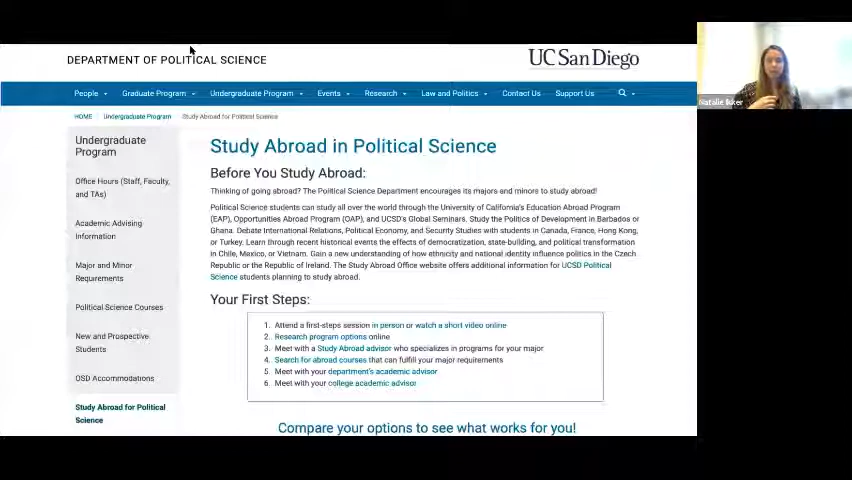 DEPARTMENT OF POLITICAL SCIENCE
UC San Diego
People Graduate Program Undergraduate Program Events Research Law and Politics Contact Us Support Us
HOME Undergraduate Program Study Abroad for Political Science
Undergraduate
Program
Office Hours (Staff, Faculty,
and TAs)
Academic Advising
Information
Major and Minor
Requirements
Political Science Courses
New and Prospective
Students
OSD Accommodations
Study Abroad for Political
Science
Study Abroad in Political Science
Before You Study Abroad:
Thinking of going abroad? The Political Science Department encourages its majors and minors to study abroad!
Political Science students can study all over the world through the University of California's Education Abroad Program
(EAP), Opportunities Abroad Program (OAP), and UCSD's Global Seminars. Study the Politics of Development in Barbados or
Ghana. Debate International Relations, Political Economy, and Security Studies with students in Canada, France, Hong Kong,
or Turkey. Learn through recent historical events the effects of democratization, state-building, and political transformation
in Chile, Mexico, or Vietnam. Gain a new understanding of how ethnicity and national identity influence politics in the Czech
Republic or the Republic of Ireland. The Study Abroad Office website offers additional information for UCSD Political
Science students planning to study abroad.
Your First Steps:
1. Attend a first-steps session in person or watch a short video online
2. Research program options online
3. Meet with a Study Abroad advisor who specializes in programs for your major
4. Search for abroad courses that can fulfill your major requirements
5. Meet with your department's academic advisor
6. Meet with your college academic advisor
Compare your options to see what works for you!
Natalie